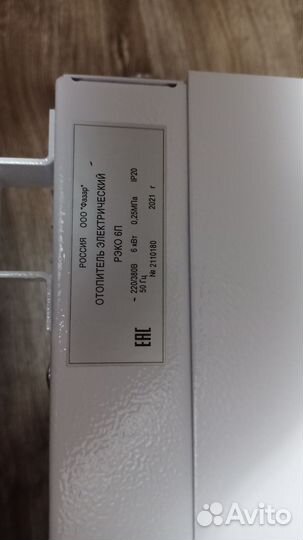 РОССИЯ ООО "Фазар"
ОТОПИТЕЛЬ ЭЛЕКТРИЧЕСКИЙ
РЭКО 6П
~ 220/380В 6 кВт 0,25МПа IP20
50 Гц
№ 2110180 2021 г
ЕАС
Avito